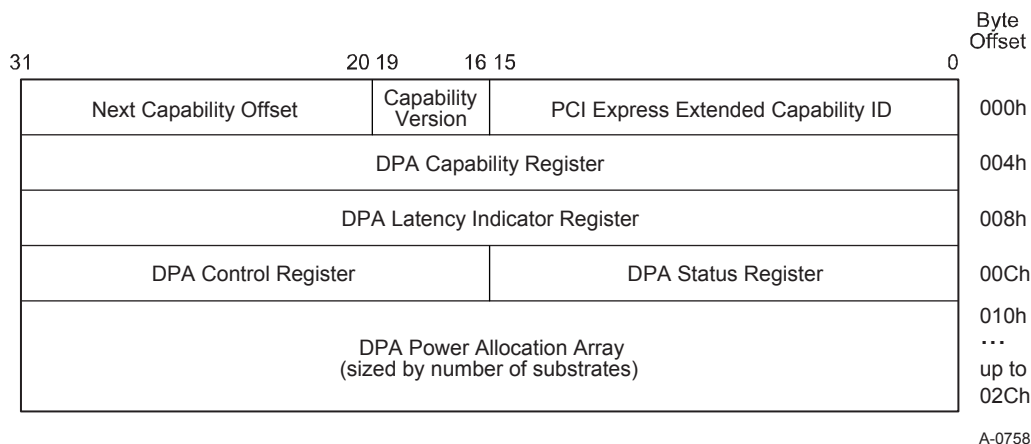 Byte
Offset
31 20 19 16 15 0
Next Capability Offset
Capability
Version
PCI Express Extended Capability ID
000h
DPA Capability Register
004h
DPA Latency Indicator Register
008h
DPA Control Register
DPA Status Register
00Ch
DPA Power Allocation Array
(sized by number of substrates)
010h
...
up to
02Ch
A-0758